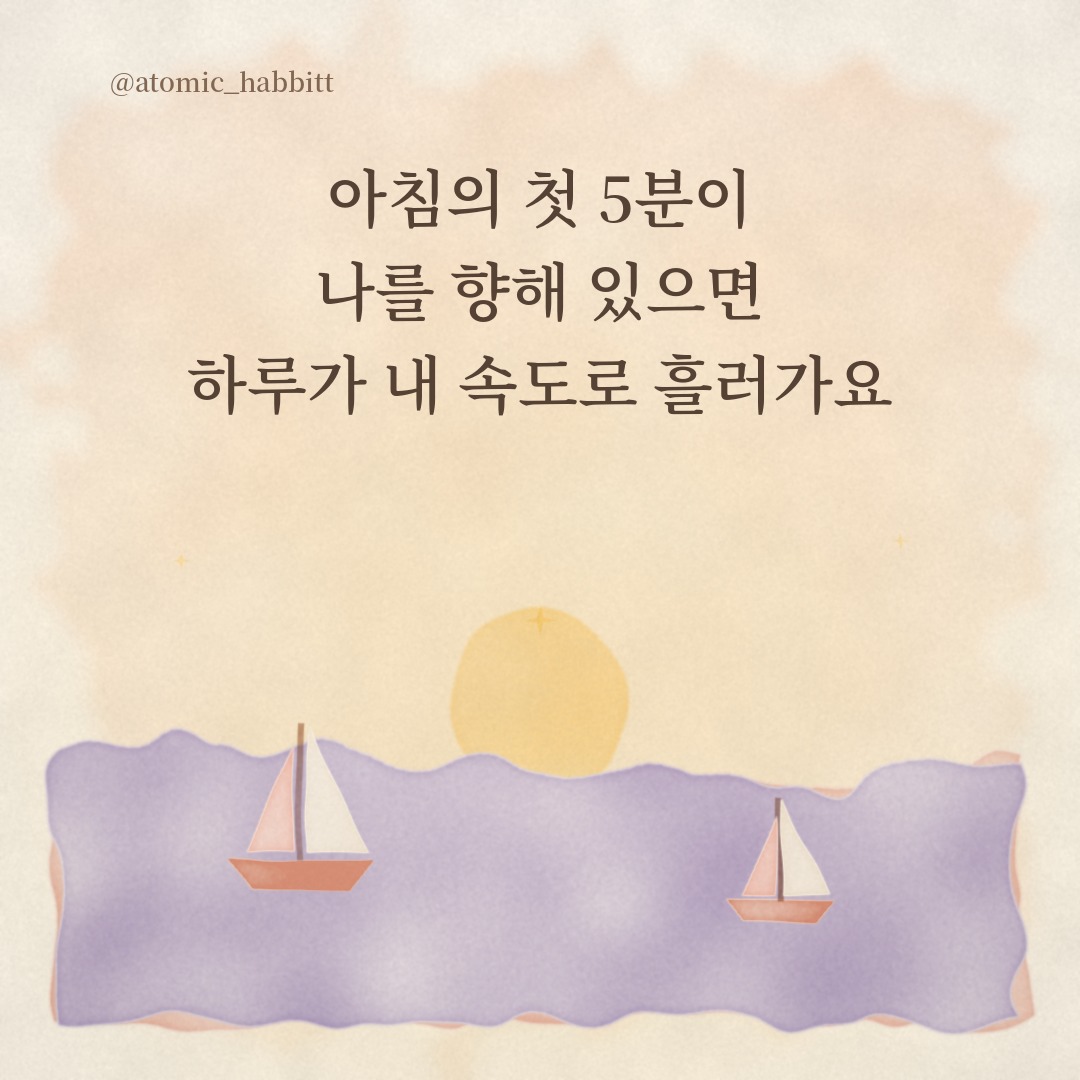 @atomic_habbitt
아침의 첫 5분이
나를 향해 있으면
하루가 내 속도로 흘러가요